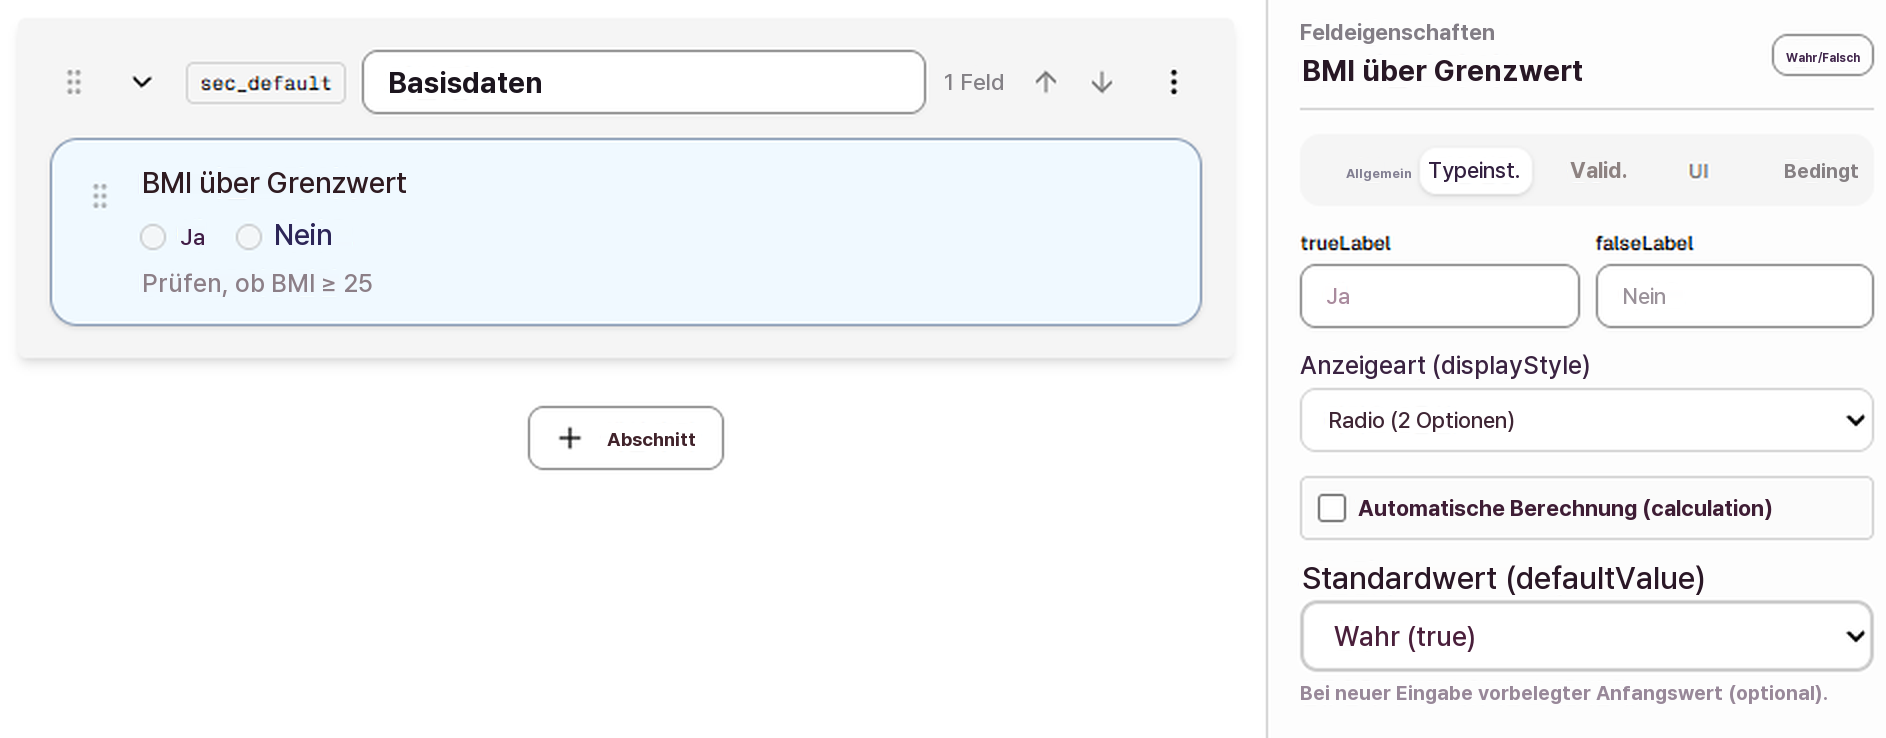 sec_default Basisdaten 1 Feld
BMI über Grenzwert
Ja Nein
Prüfen, ob BMI ≥ 25
Abschnitt
Feldeigenschaften
BMI über Grenzwert
Wahr/Falsch
Allgemein Typeinst. Valid. UI Bedingt
trueLabel falseLabel
Ja Nein
Anzeigeart (displayStyle)
Radio (2 Optionen)
Automatische Berechnung (calculation)
Standardwert (defaultValue)
Wahr (true)
Bei neuer Eingabe vorbelegter Anfangswert (optional).